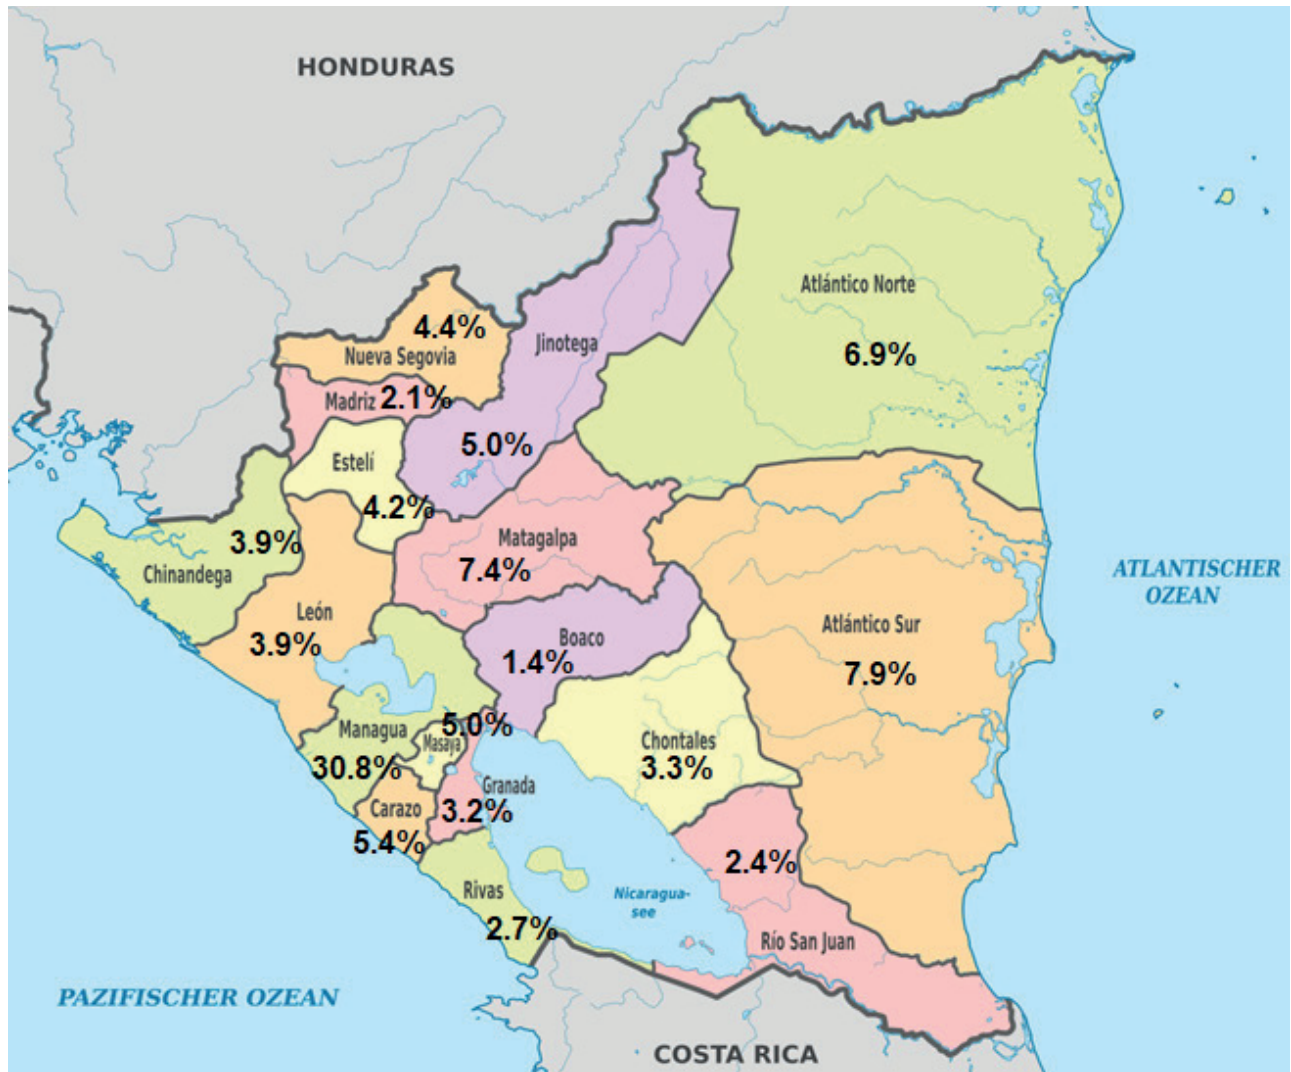 HONDURAS
Atlántico Norte
4.4%
Nueva Segovia
Jinotega
6.9%
Madriz 2.1%
5.0%
Estelí
4.2%
3.9%
Matagalpa
7.4%
Chinandega
ATLANTISCHER
OZEAN
León
3.9%
Boaco
1.4%
Atlántico Sur
7.9%
5.0%
Managua
Masaya
Chontales
3.3%
30.8%
Granada
3.2%
Carazo
5.4%
2.4%
Rivas
2.7%
Nicaragua-
see
Río San Juan
PAZIFISCHER OZEAN
COSTA RICA